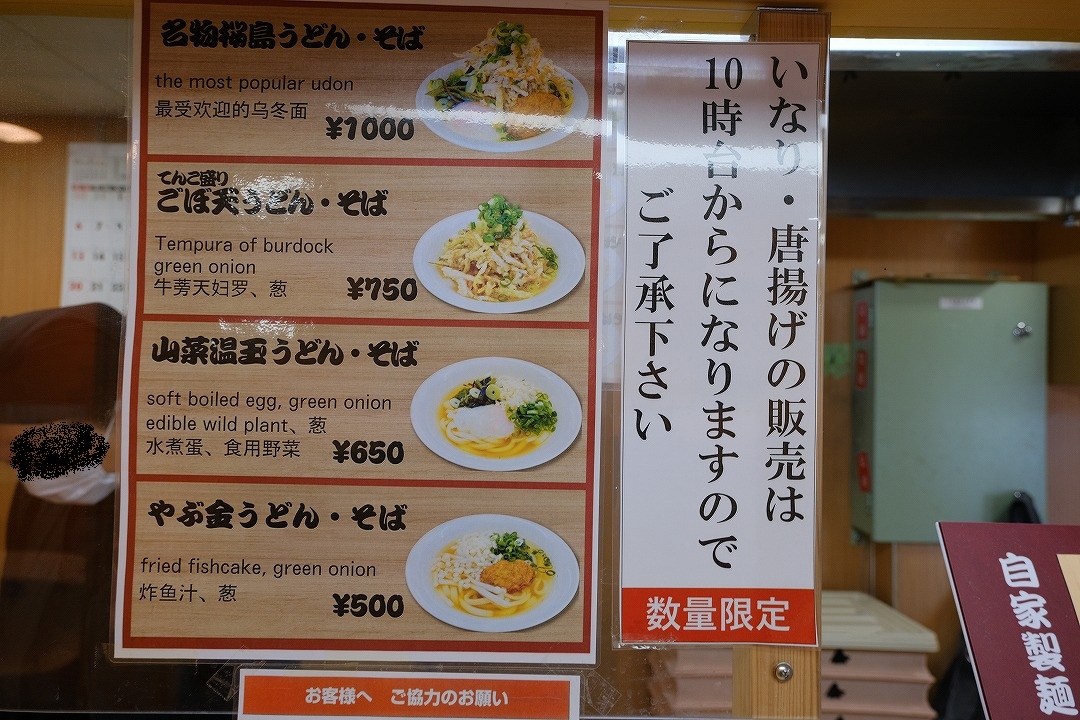 名物桜島うどん・そば
the most popular udon
最受欢迎的乌冬面
¥1000
てんこ盛り
ごぼ天うどん・そば
Tempura of burdock
green onion
牛蒡天妇罗、葱
¥750
山菜温玉うどん・そば
soft boiled egg, green onion
edible wild plant、葱
水煮蛋、食用野菜
¥650
やぶ金うどん・そば
fried fishcake, green onion
炸鱼汁、葱
¥500
お客様へ ご協力のお願い
いなり・唐揚げの販売は
10時台からになりますので
ご了承下さい
数量限定
自家製麺